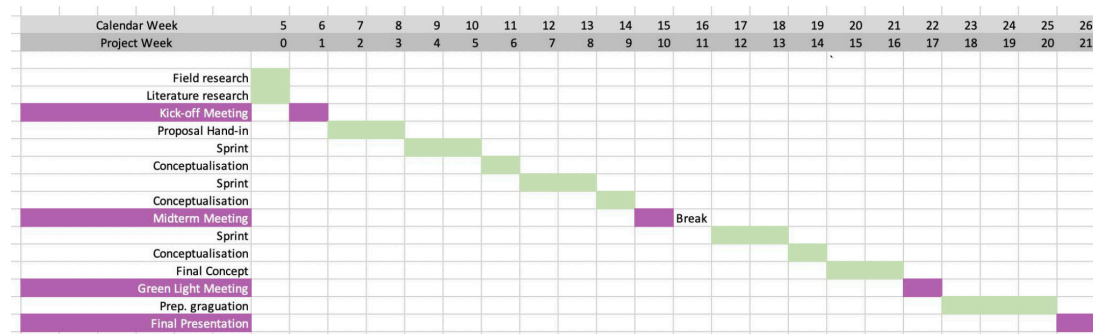 Calendar Week 5 6 7 8 9 10 11 12 13 14 15 16 17 18 19 20 21 22 23 24 25 26
Project Week 0 1 2 3 4 5 6 7 8 9 10 11 12 13 14 15 16 17 18 19 20 21
Field research
Literature research
Kick-off Meeting
Proposal Hand-in
Sprint
Conceptualisation
Sprint
Conceptualisation
Midterm Meeting Break
Sprint
Conceptualisation
Final Concept
Green Light Meeting
Prep. graguation
Final Presentation